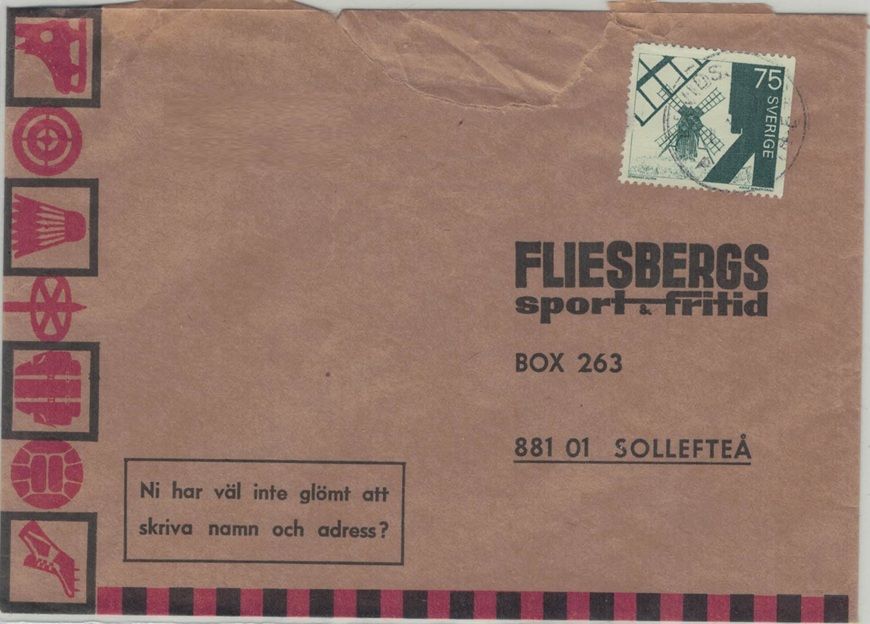 75
SVERIGE
FLIESBERGS
sport & fritid
BOX 263
881 01 SOLLEFTEÅ
Ni har väl inte glömt att
skriva namn och adress?